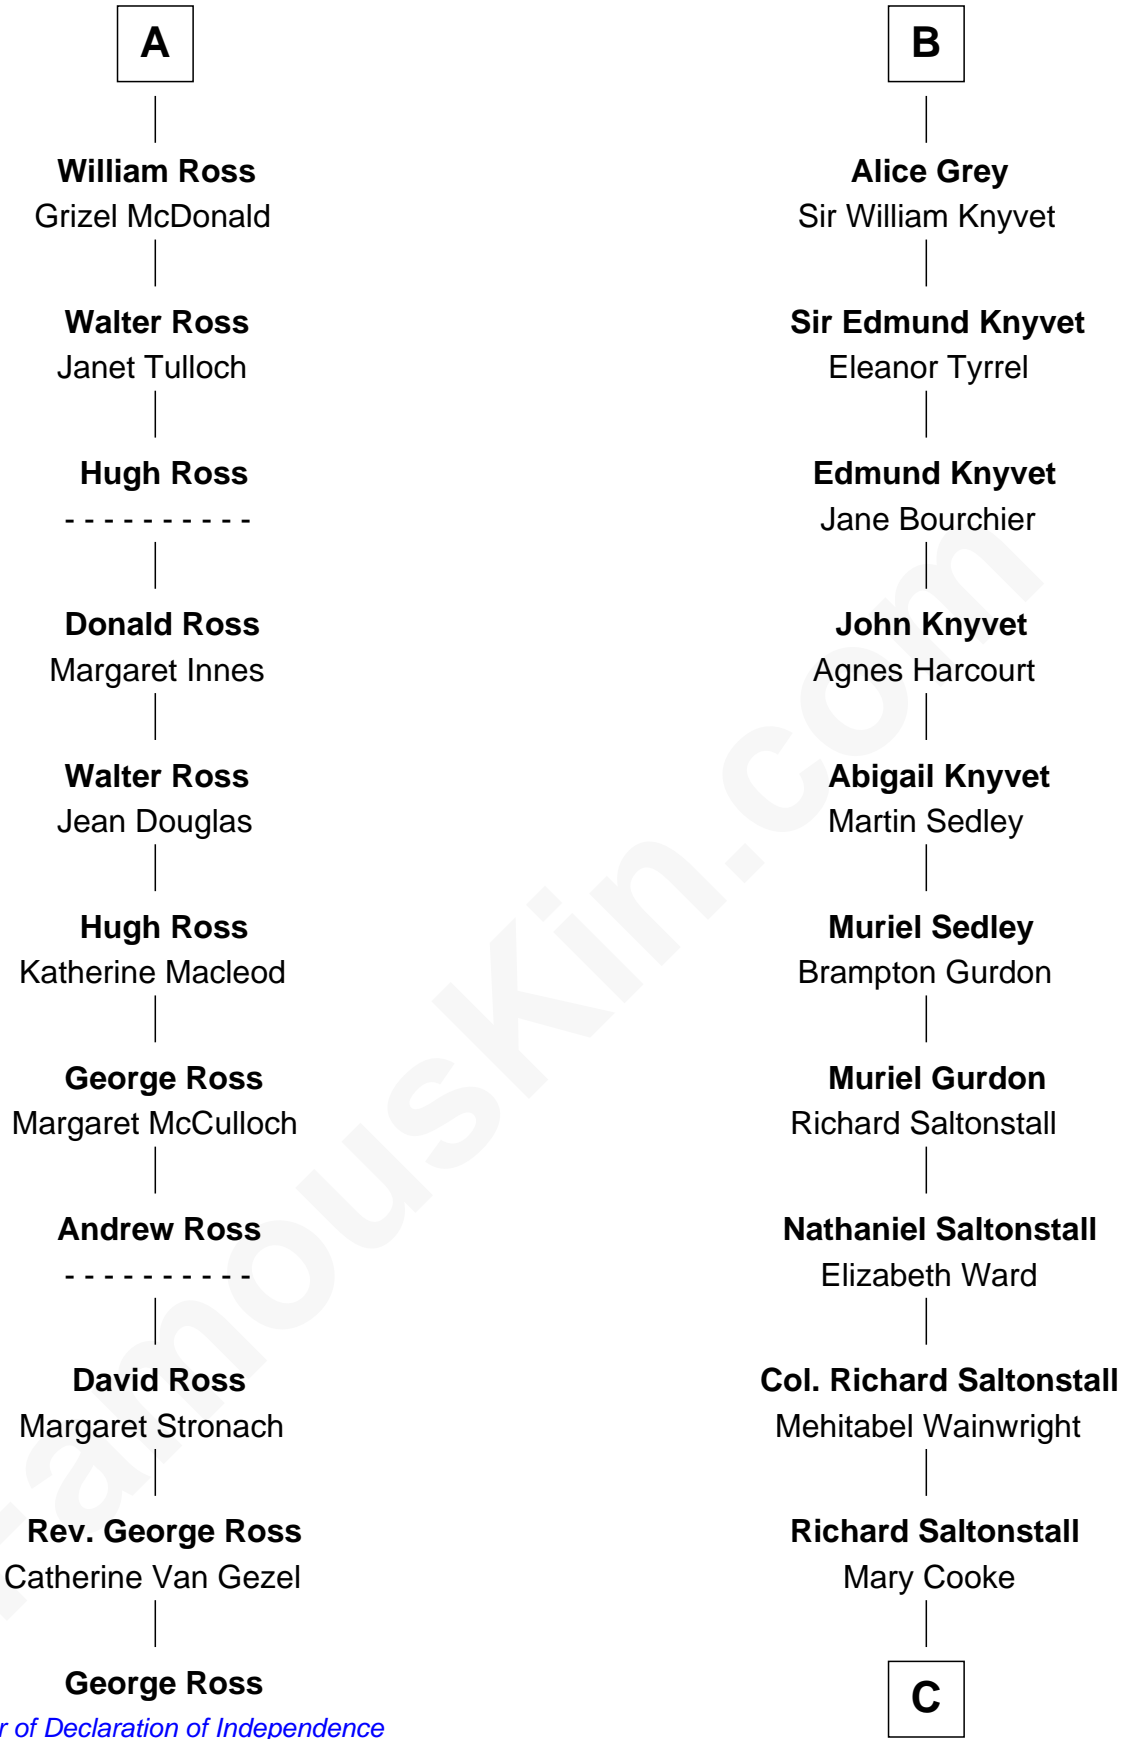 A
William Ross
Grizel McDonald
Walter Ross
Janet Tulloch
Hugh Ross
- - - - - - - - - -
Donald Ross
Margaret Innes
Walter Ross
Jean Douglas
Hugh Ross
Katherine Macleod
George Ross
Margaret McCulloch
Andrew Ross
- - - - - - - - - -
David Ross
Margaret Stronach
Rev. George Ross
Catherine Van Gezel
George Ross
r of Declaration of Independence
B
Alice Grey
Sir William Knyvet
Sir Edmund Knyvet
Eleanor Tyrrel
Edmund Knyvet
Jane Bourchier
John Knyvet
Agnes Harcourt
Abigail Knyvet
Martin Sedley
Muriel Sedley
Brampton Gurdon
Muriel Gurdon
Richard Saltonstall
Nathaniel Saltonstall
Elizabeth Ward
Col. Richard Saltonstall
Mehitabel Wainwright
Richard Saltonstall
Mary Cooke
C
FamousKin.com